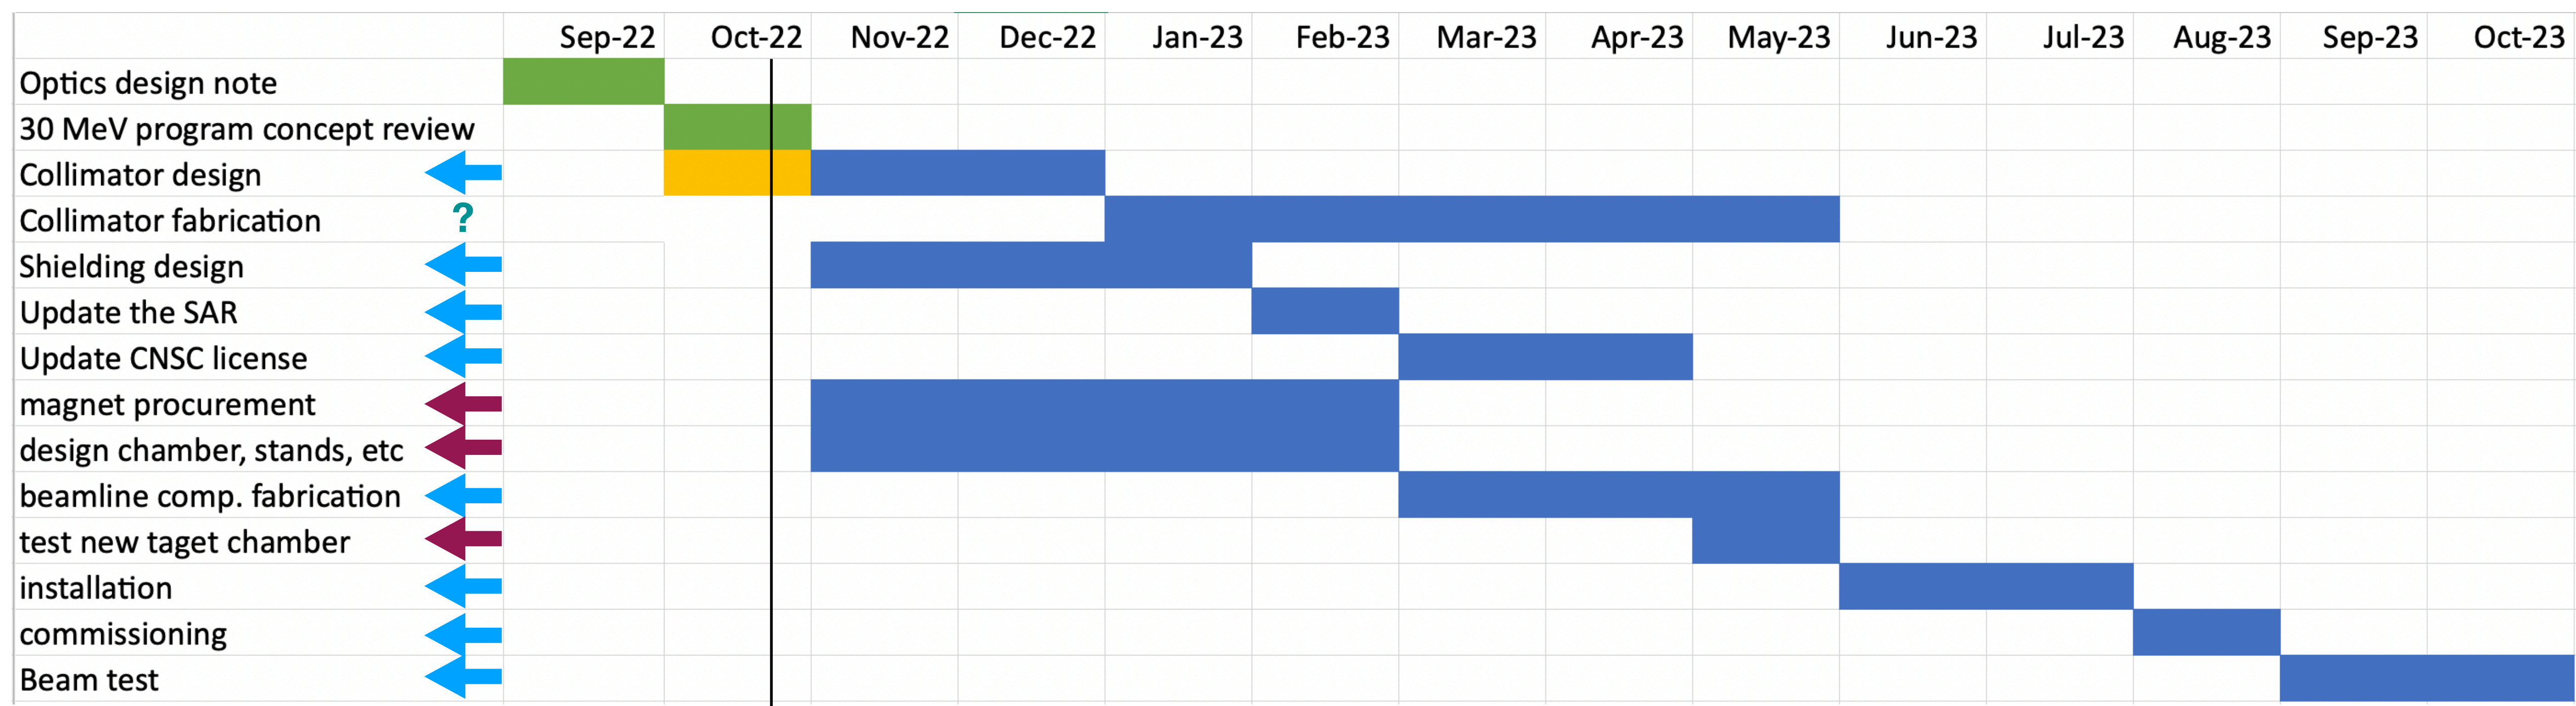 Sep-22 Oct-22 Nov-22 Dec-22 Jan-23 Feb-23 Mar-23 Apr-23 May-23 Jun-23 Jul-23 Aug-23 Sep-23 Oct-23
Optics design note
30 MeV program concept review
Collimator design
Collimator fabrication ?
Shielding design
Update the SAR
Update CNSC license
magnet procurement
design chamber, stands, etc
beamline comp. fabrication
test new taget chamber
installation
commissioning
Beam test